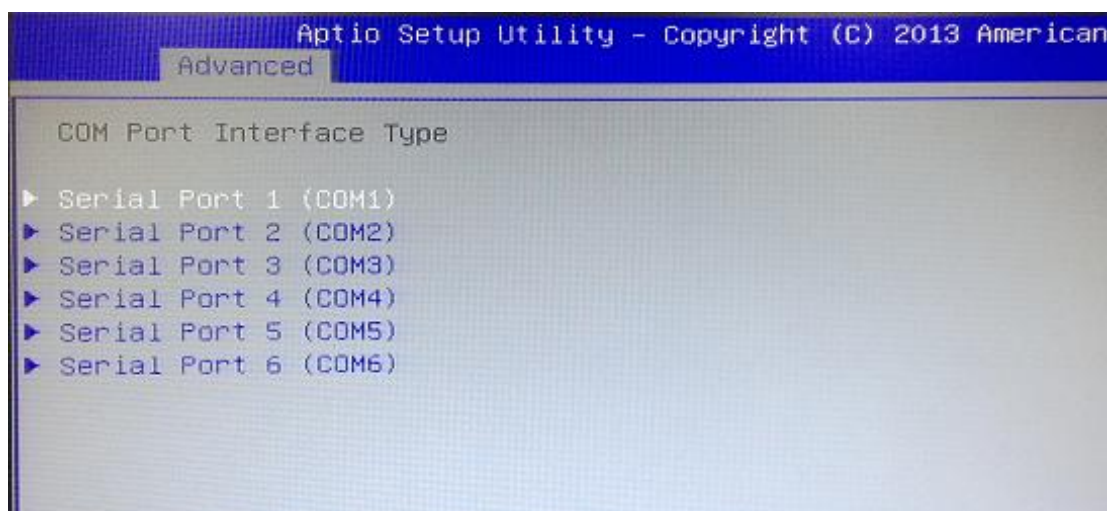 Aptio Setup Utility – Copyright (C) 2013 American
Advanced
COM Port Interface Type
Serial Port 1 (COM1)
Serial Port 2 (COM2)
Serial Port 3 (COM3)
Serial Port 4 (COM4)
Serial Port 5 (COM5)
Serial Port 6 (COM6)